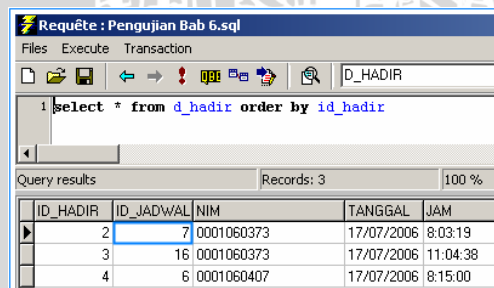 Requête : Pengujian Bab 6.sql
Files Execute Transaction
QBE D_HADIR
1 select * from d_hadir order by id_hadir
Query results Records: 3 100 %
ID_HADIR ID_JADWAL NIM TANGGAL JAM
2 7 0001060373 17/07/2006 8:03:19
3 16 0001060373 17/07/2006 11:04:38
4 6 0001060407 17/07/2006 8:15:00